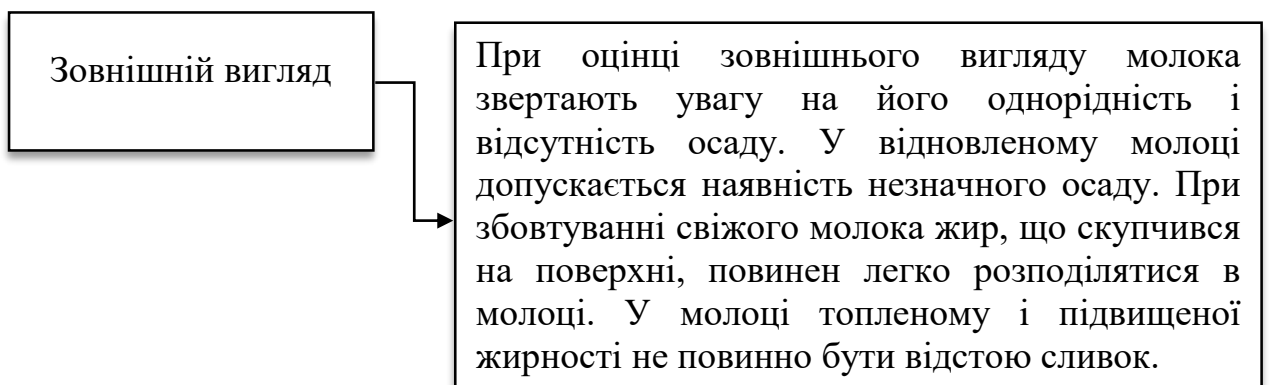 Зовнішній вигляд
При оцінці зовнішнього вигляду молока
звертають увагу на його однорідність і
відсутність осаду. У відновленому молоці
допускається наявність незначного осаду. При
збовтуванні свіжого молока жир, що скупчився
на поверхні, повинен легко розподілятися в
молоці. У молоці топленому і підвищеної
жирності не повинно бути відстою сливок.